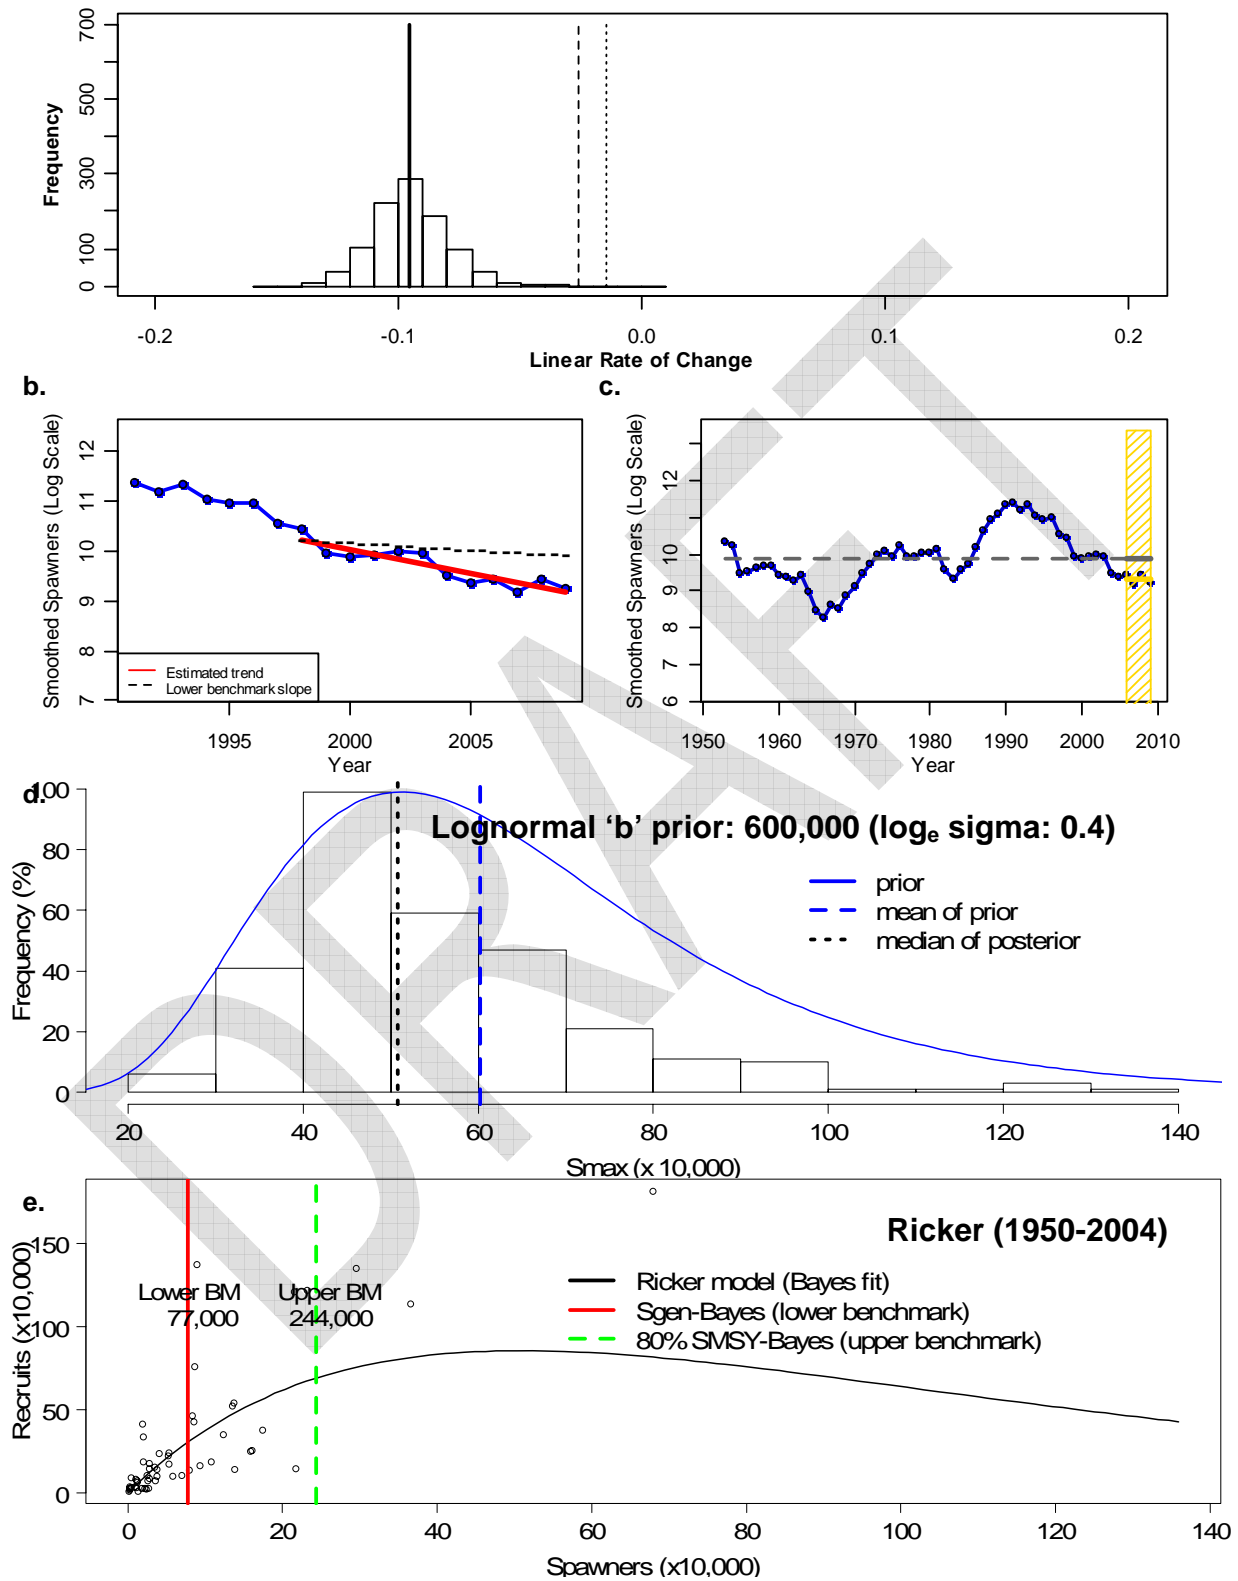 700
500
300
100
0
Frequency
-0.2
-0.1
0.0
0.1
0.2
Linear Rate of Change
b.
c.
Smoothed Spawners (Log Scale)
12
11
10
9
8
7
Estimated trend
Lower benchmark slope
1995
2000
2005
Year
Smoothed Spawners (Log Scale)
12
11
10
9
8
7
6
1950
1960
1970
1980
1990
2000
2010
Year
d.
Lognormal ‘b’ prior: 600,000 (logₑ sigma: 0.4)
prior
mean of prior
median of posterior
Frequency (%)
100
80
60
40
20
0
20
40
60
80
100
120
140
Smax (x 10,000)
e.
Ricker (1950-2004)
Ricker model (Bayes fit)
Sgen-Bayes (lower benchmark)
80% SMSY-Bayes (upper benchmark)
Lower BM
77,000
Upper BM
244,000
Recruits (x10,000)
150
100
50
0
0
20
40
60
80
100
120
140
Spawners (x10,000)
DRAFT